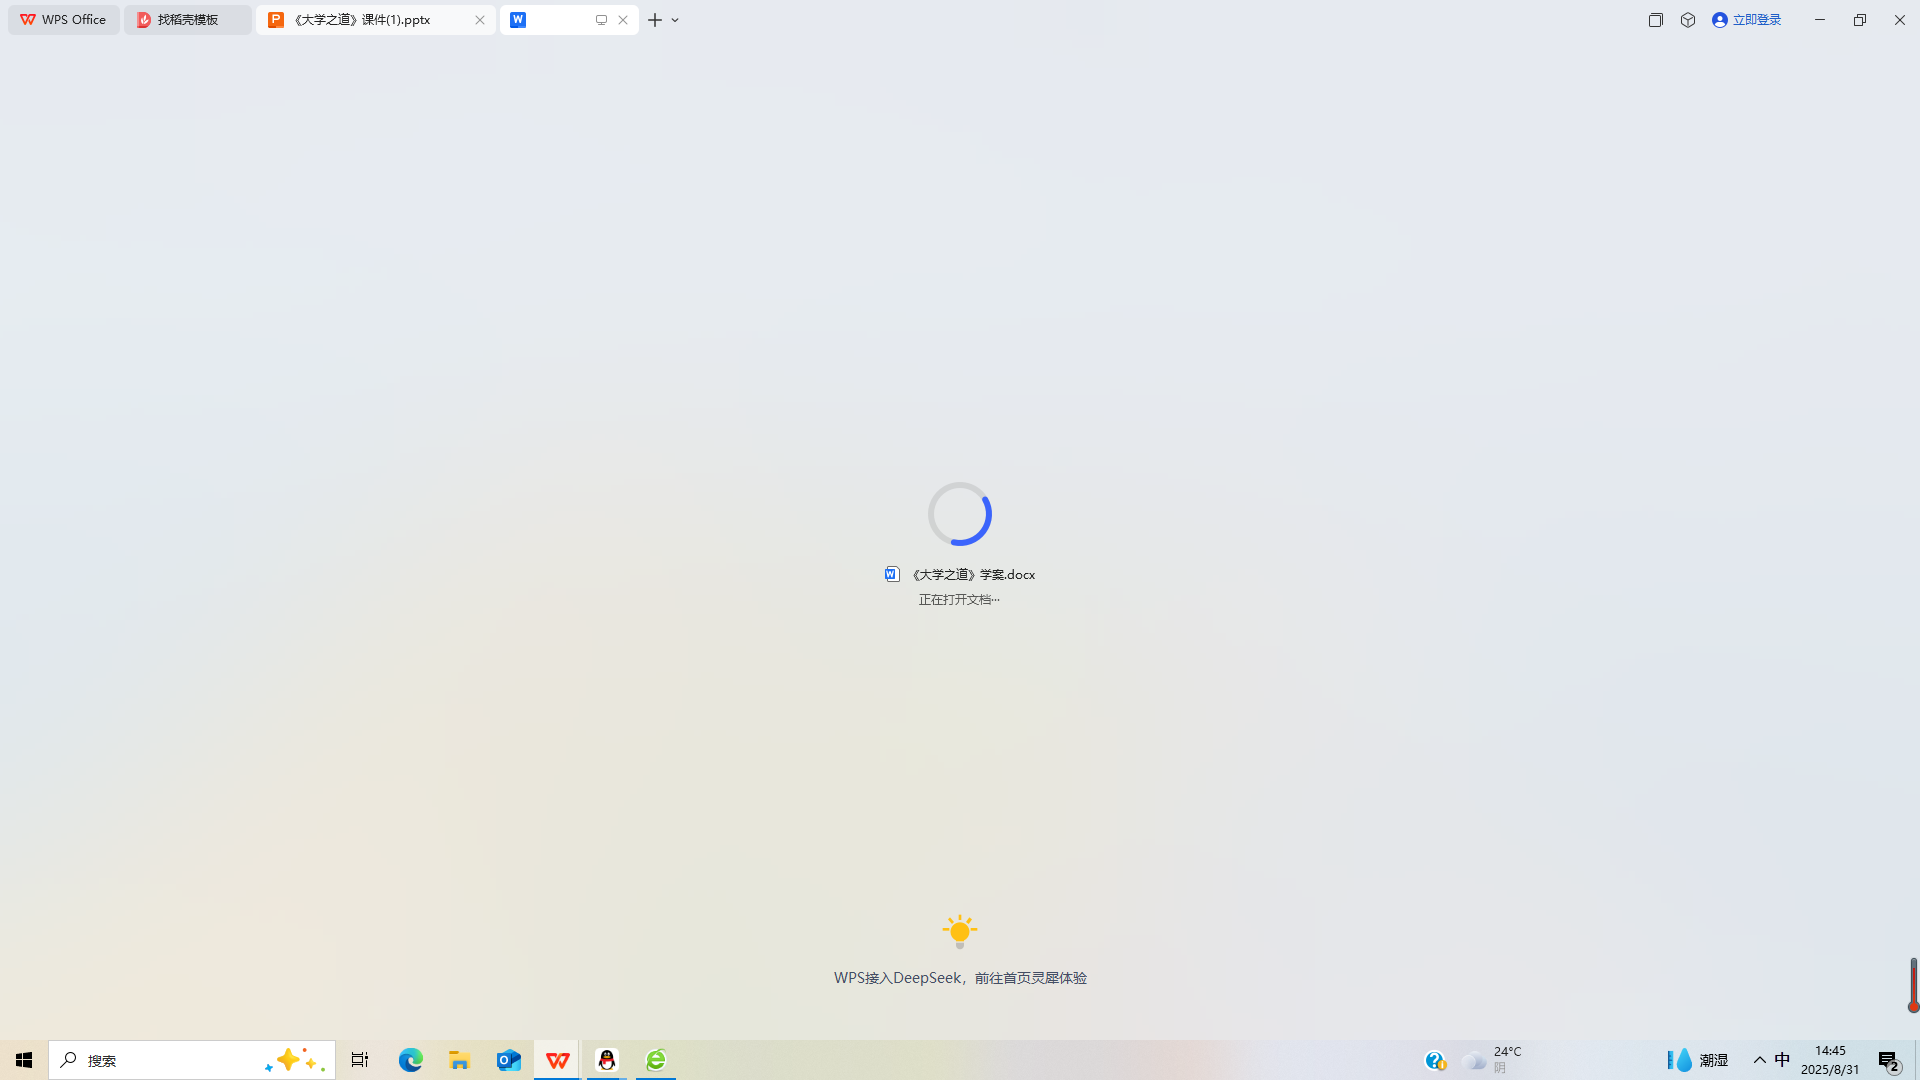 WPS Office
找稻壳模板
《大学之道》课件(1).pptx
立即登录
《大学之道》学案.docx
正在打开文档···
WPS接入DeepSeek，前往首页灵犀体验
搜索
24°C
阴
潮湿
中
14:45
2025/8/31
2